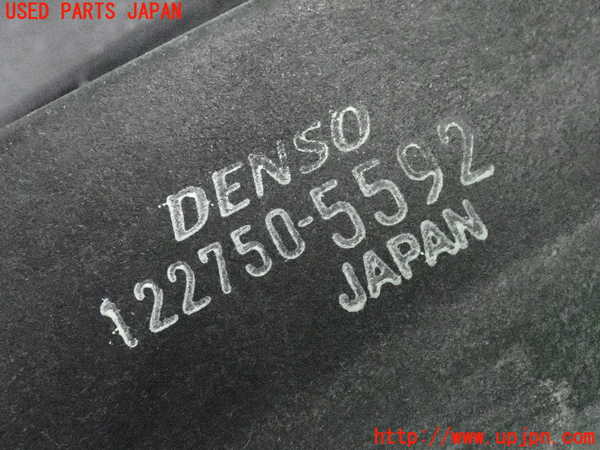 USED PARTS JAPAN
DENSO
122750-5592
JAPAN
http://www.upjpn.com